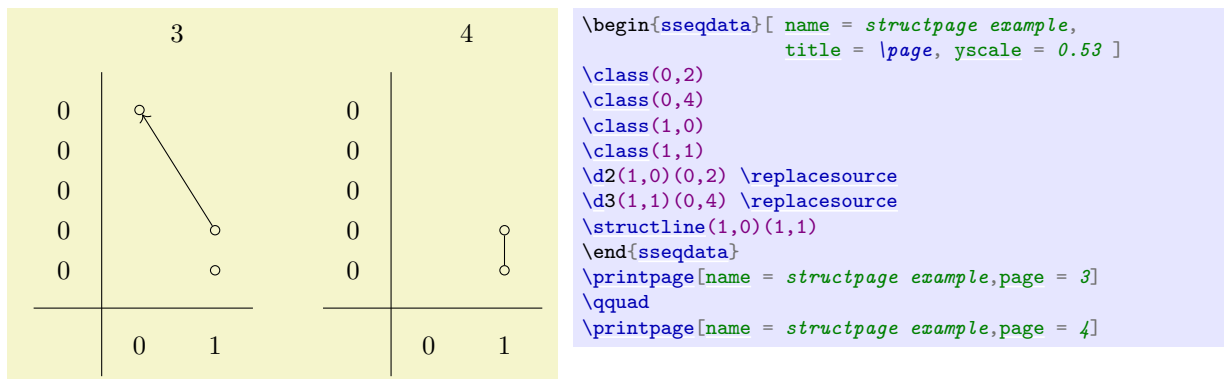 3 4
0 0
0 0
0 0
0 0
0 0
0 1 0 1
\begin{sseqdata}[ name = structpage example,
title = \page, yscale = 0.53 ]
\class(0,2)
\class(0,4)
\class(1,0)
\class(1,1)
\d2(1,0)(0,2) \replacesource
\d3(1,1)(0,4) \replacesource
\structline(1,0)(1,1)
\end{sseqdata}
\printpage[name = structpage example,page = 3]
\qquad
\printpage[name = structpage example,page = 4]